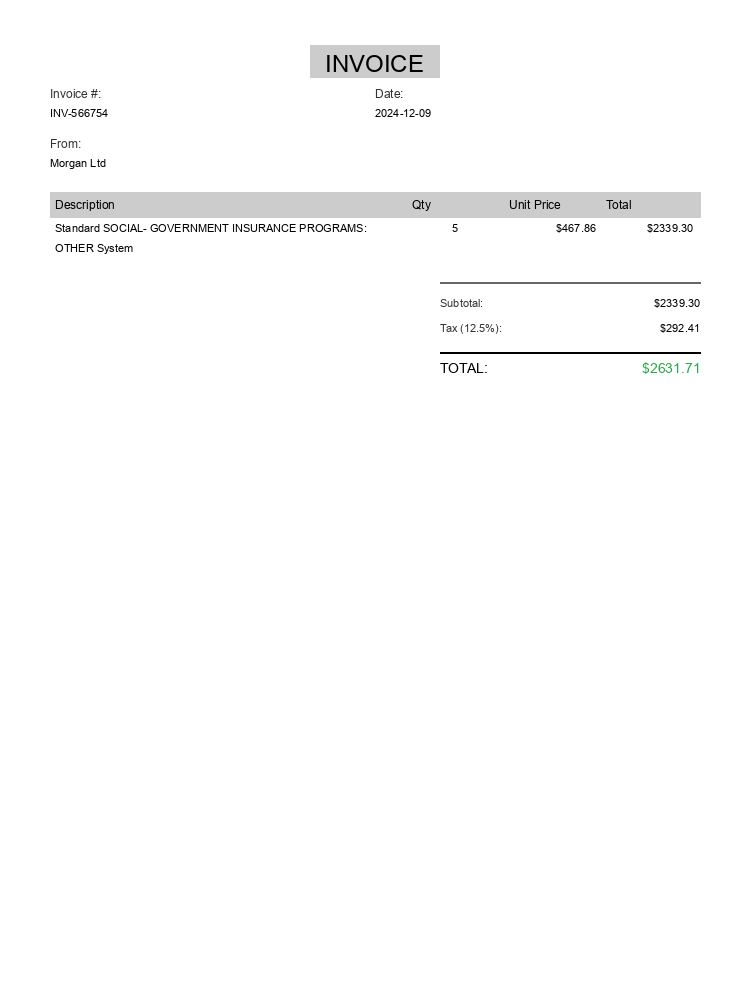 INVOICE
Invoice #: Date:
INV-566754 2024-12-09
From:
Morgan Ltd
Description Qty Unit Price Total
Standard SOCIAL- GOVERNMENT INSURANCE PROGRAMS: 5 $467.86 $2339.30
OTHER System
Subtotal: $2339.30
Tax (12.5%): $292.41
TOTAL: $2631.71